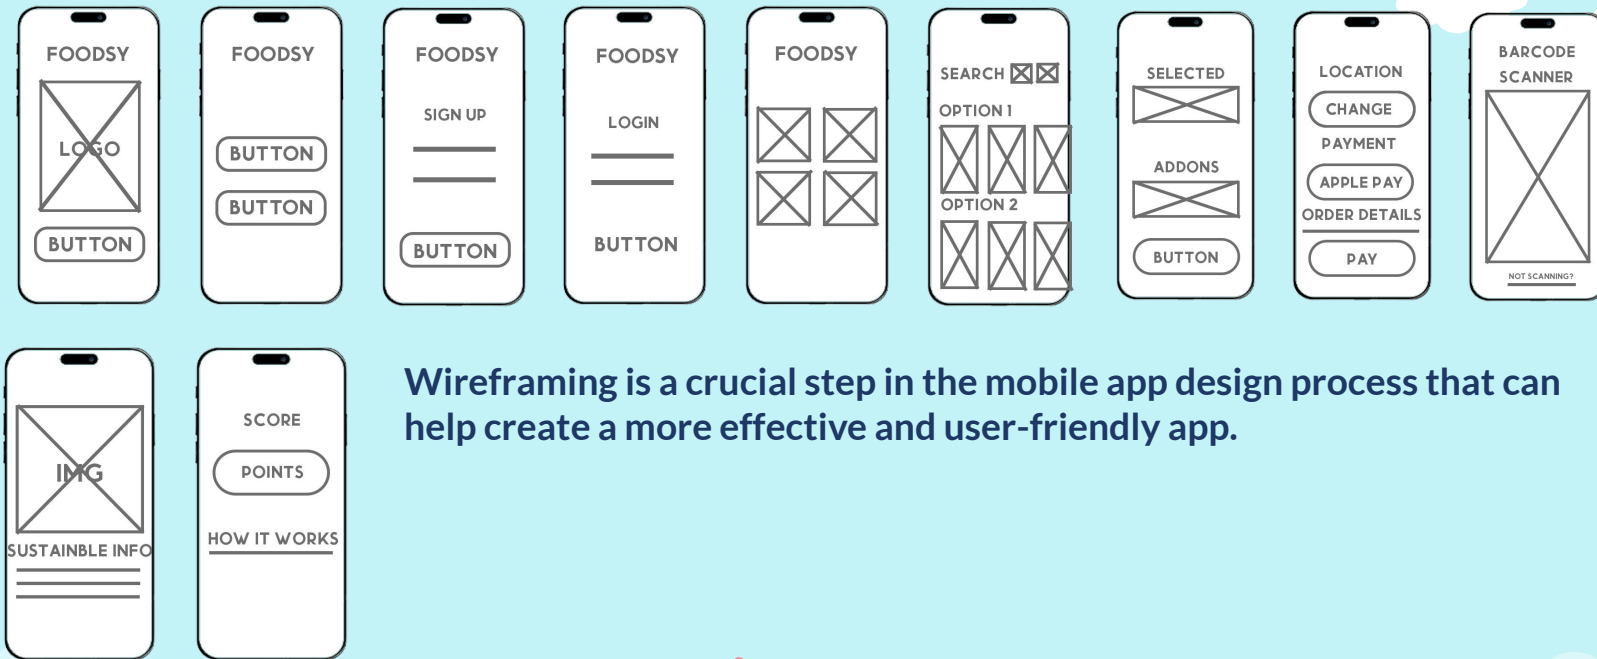 FOODSY
LOGO
BUTTON
FOODSY
BUTTON
BUTTON
FOODSY
SIGN UP
BUTTON
FOODSY
LOGIN
BUTTON
FOODSY
SEARCH
OPTION 1
OPTION 2
SELECTED
ADDONS
BUTTON
LOCATION
CHANGE
PAYMENT
APPLE PAY
ORDER DETAILS
PAY
BARCODE
SCANNER
NOT SCANNING?
IMG
SUSTAINBLE INFO
SCORE
POINTS
HOW IT WORKS
Wireframing is a crucial step in the mobile app design process that can
help create a more effective and user-friendly app.